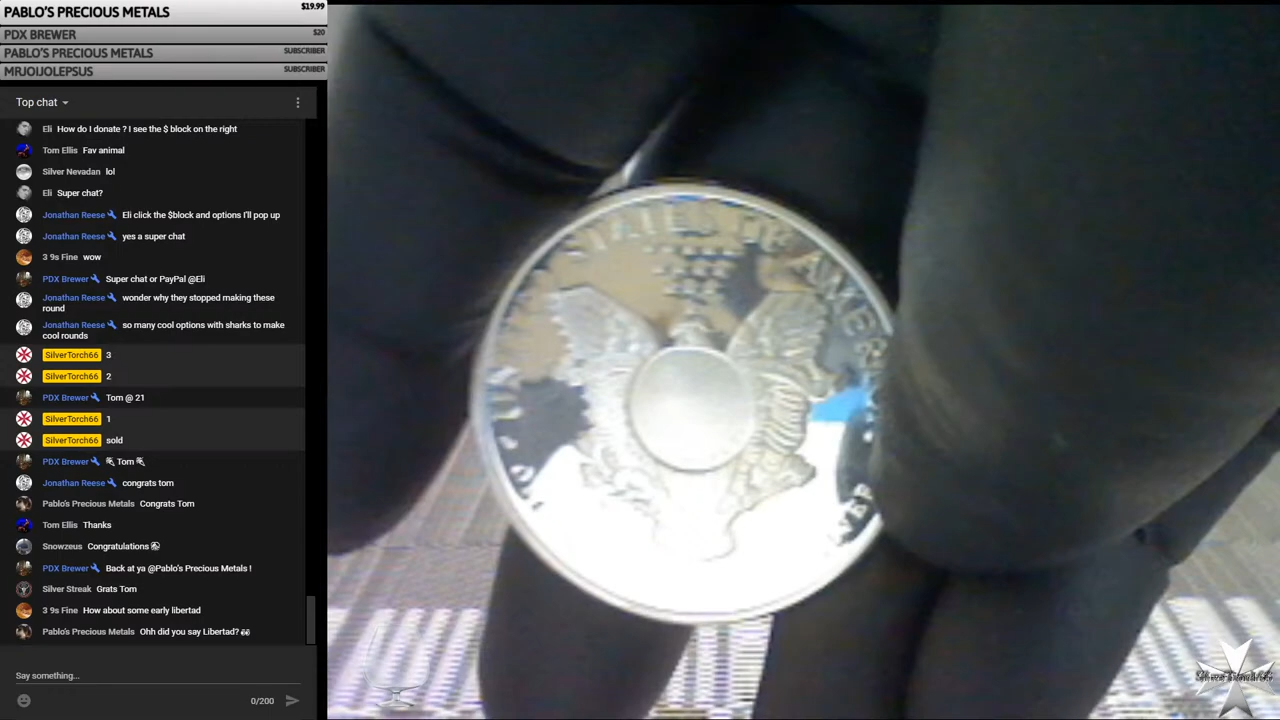 PABLO'S PRECIOUS METALS $19.99
PDX BREWER $20
PABLO'S PRECIOUS METALS SUBSCRIBER
MRJOIJOLEPSUS SUBSCRIBER
Top chat
Eli How do I donate ? I see the $ block on the right
Tom Ellis Fav animal
Silver Nevadan lol
Eli Super chat?
Jonathan Reese Eli click the $block and options I'll pop up
Jonathan Reese yes a super chat
3 9s Fine wow
PDX Brewer Super chat or PayPal @Eli
Jonathan Reese wonder why they stopped making these
round
Jonathan Reese so many cool options with sharks to make
cool rounds
SilverTorch66 3
SilverTorch66 2
PDX Brewer Tom @ 21
SilverTorch66 1
SilverTorch66 sold
PDX Brewer Tom
Jonathan Reese congrats tom
Pablo's Precious Metals Congrats Tom
Tom Ellis Thanks
Snowzeus Congratulations
PDX Brewer Back at ya @Pablo's Precious Metals !
Silver Streak Grats Tom
3 9s Fine How about some early libertad
Pablo's Precious Metals Ohh did you say Libertad?
Say something...
0/200
STATES OF AMER
SilverTorch66